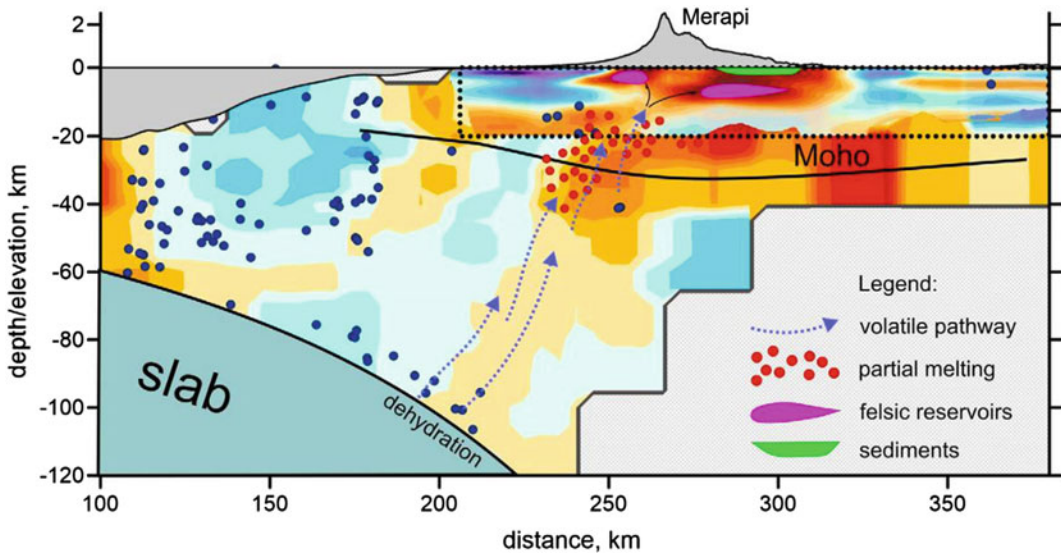 Merapi
2
0
-20
-40
-60
-80
-100
-120
depth/elevation, km
Moho
slab
dehydration
Legend:
volatile pathway
partial melting
felsic reservoirs
sediments
100
150
200
250
300
350
distance, km